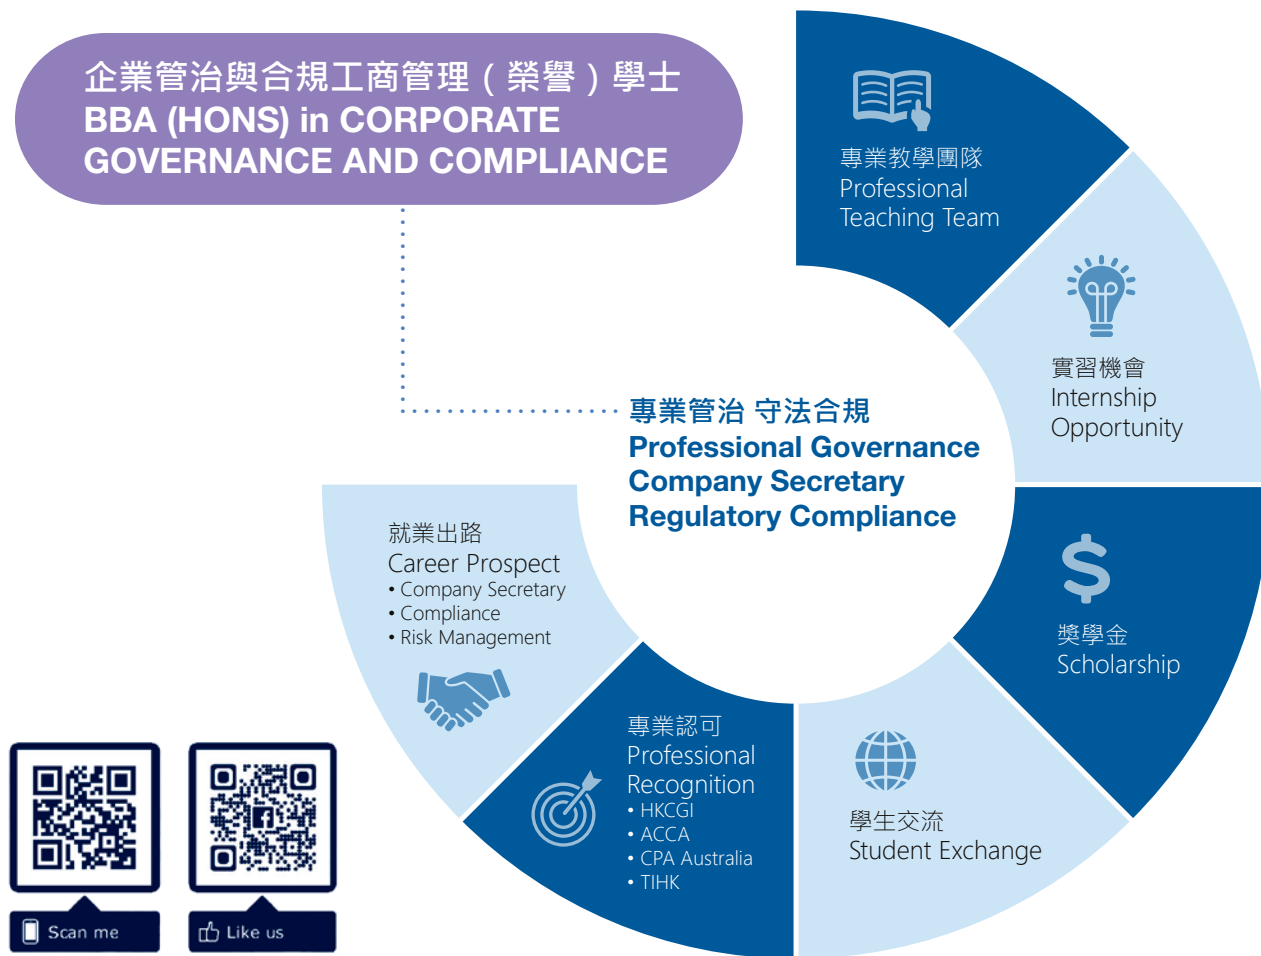 企業管治與合規工商管理（榮譽）學士
BBA (HONS) in CORPORATE
GOVERNANCE AND COMPLIANCE
專業教學團隊
Professional
Teaching Team
實習機會
Internship
Opportunity
專業管治 守法合規
Professional Governance
Company Secretary
Regulatory Compliance
獎學金
Scholarship
學生交流
Student Exchange
專業認可
Professional
Recognition
• HKCGI
• ACCA
• CPA Australia
• TIHK
就業出路
Career Prospect
• Company Secretary
• Compliance
• Risk Management
Scan me
Like us